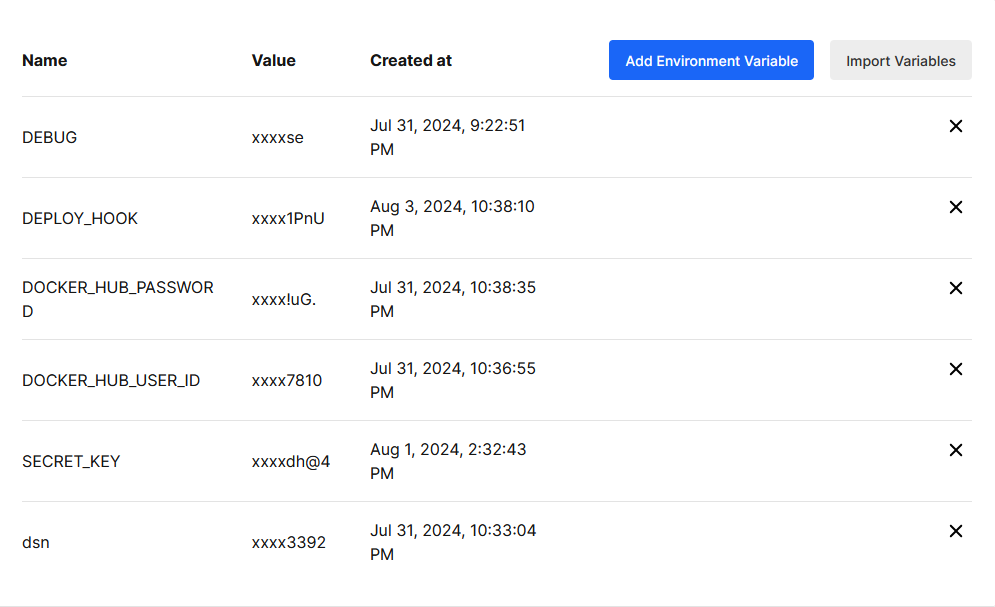 Name Value Created at Add Environment Variable Import Variables
DEBUG xxxxse Jul 31, 2024, 9:22:51
PM
DEPLOY_HOOK xxxx1PnU Aug 3, 2024, 10:38:10
PM
DOCKER_HUB_PASSWOR
D xxxx!uG. Jul 31, 2024, 10:38:35
PM
DOCKER_HUB_USER_ID xxxx7810 Jul 31, 2024, 10:36:55
PM
SECRET_KEY xxxxdh@4 Aug 1, 2024, 2:32:43
PM
dsn xxxx3392 Jul 31, 2024, 10:33:04
PM